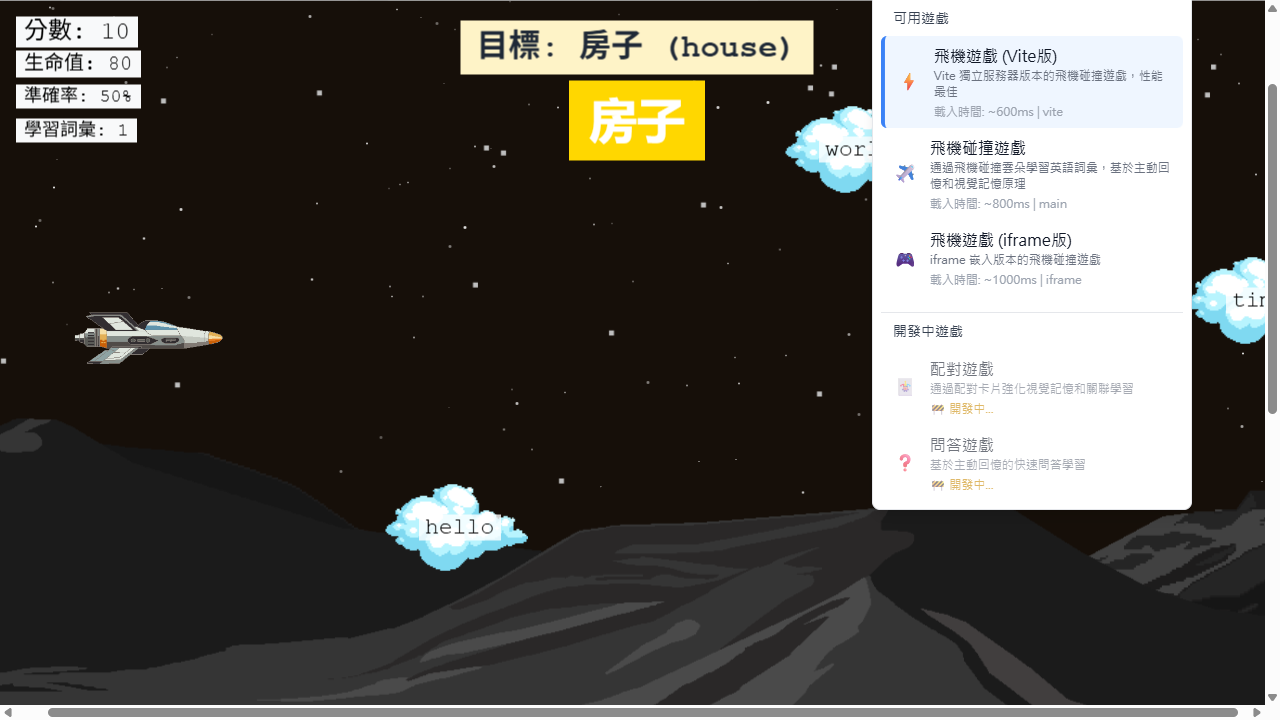 分數: 10
生命值: 80
準確率: 50%
學習詞彙: 1
目標: 房子 (house)
房子
hello
可用遊戲
飛機遊戲 (Vite版)
Vite 獨立服務器版本的飛機碰撞遊戲，性能
最佳
載入時間: ~600ms | vite
飛機碰撞遊戲
通過飛機碰撞雲朵學習英語詞彙，基於主動回
憶和視覺記憶原理
載入時間: ~800ms | main
飛機遊戲 (iframe版)
iframe 嵌入版本的飛機碰撞遊戲
載入時間: ~1000ms | iframe
開發中遊戲
配對遊戲
通過配對卡片強化視覺記憶和關聯學習
開發中...
問答遊戲
基於主動回憶的快速問答學習
開發中...